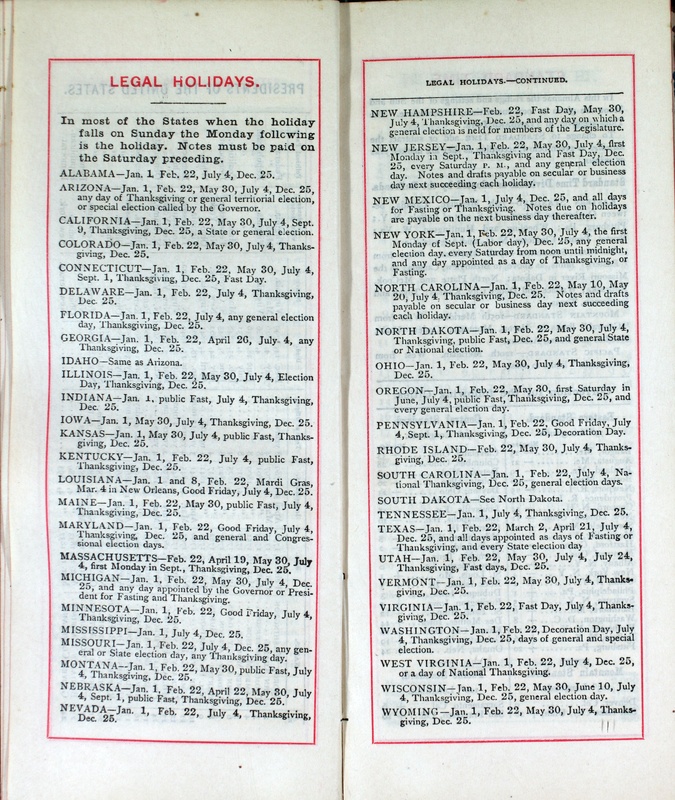 LEGAL HOLIDAYS.
In most of the States when the holiday
falls on Sunday the Monday following
is the holiday. Notes must be paid on
the Saturday preceding.
ALABAMA—Jan. 1, Feb. 22, July 4, Dec. 25.
ARIZONA—Jan. 1, Feb. 22, May 30, July 4, Dec. 25,
any day of Thanksgiving or general territorial election,
or special election called by the Governor.
CALIFORNIA—Jan. 1, Feb. 22, May 30, July 4, Sept.
9, Thanksgiving, Dec. 25, a State or general election.
COLORADO—Jan. 1, Feb. 22, May 30, July 4, Thanks-
giving, Dec. 25.
CONNECTICUT—Jan. 1, Feb. 22, May 30, July 4,
Sept. 1, Thanksgiving, Dec. 25, Fast Day.
DELAWARE—Jan. 1, Feb. 22, July 4, Thanksgiving,
Dec. 25.
FLORIDA—Jan. 1, Feb. 22, July 4, any general election
day, Thanksgiving, Dec. 25.
GEORGIA—Jan. 1, Feb. 22, April 26, July 4, any
Thanksgiving, Dec. 25.
IDAHO—Same as Arizona.
ILLINOIS—Jan. 1, Feb. 22, May 30, July 4, Election
Day, Thanksgiving, Dec. 25.
INDIANA—Jan. 1, public Fast, July 4, Thanksgiving,
Dec. 25.
IOWA—Jan. 1, May 30, July 4, Thanksgiving, Dec. 25.
KANSAS—Jan. 1, May 30, July 4, public Fast, Thanks-
giving, Dec. 25.
KENTUCKY—Jan. 1, Feb. 22, July 4, public Fast,
Thanksgiving, Dec. 25.
LOUISIANA—Jan. 1 and 8, Feb. 22, Mardi Gras,
Mar. 4 in New Orleans, Good Friday, July 4, Dec. 25.
MAINE—Jan. 1, Feb. 22, May 30, public Fast, July 4,
Thanksgiving, Dec. 25.
MARYLAND—Jan. 1, Feb. 22, Good Friday, July 4,
Thanksgiving, Dec. 25, and general and Congres-
sional election days.
MASSACHUSETTS—Feb. 22, April 19, May 30, July
4, first Monday in Sept., Thanksgiving, Dec. 25.
MICHIGAN—Jan. 1, Feb. 22, May 30, July 4, Dec.
25, and any day appointed by the Governor or Presi-
dent for Fasting and Thanksgiving.
MINNESOTA—Jan. 1, Feb. 22, Good Friday, July 4,
Thanksgiving, Dec. 25.
MISSISSIPPI—Jan. 1, July 4, Dec. 25.
MISSOURI—Jan. 1, Feb. 22, July 4, Dec. 25, any gen-
eral or State election day, any Thanksgiving day.
MONTANA—Jan. 1, Feb. 22, May 30, public Fast, July
4, Thanksgiving, Dec. 25.
NEBRASKA—Jan. 1, Feb. 22, April 22, May 30, July
4, Sept. 1, public Fast, Thanksgiving, Dec. 25.
NEVADA—Jan. 1, Feb. 22, July 4, Thanksgiving,
Dec. 25.
LEGAL HOLIDAYS.—CONTINUED.
NEW HAMPSHIRE—Feb. 22, Fast Day, May 30,
July 4, Thanksgiving, Dec. 25, and any day on which a
general election is held for members of the Legislature.
NEW JERSEY—Jan. 1, Feb. 22, May 30, July 4, first
Monday in Sept., Thanksgiving and Fast Day, Dec.
25, every Saturday P. M., and any general election
day. Notes and drafts payable on secular or business
day next succeeding each holiday.
NEW MEXICO—Jan. 1, July 4, Dec. 25, and all days
for Fasting or Thanksgiving. Notes due on holidays
are payable on the next business day thereafter.
NEW YORK—Jan. 1, Feb. 22, May 30, July 4, the first
Monday of Sept. (Labor day), Dec. 25, any general
election day, every Saturday from noon until midnight,
and any day appointed as a day of Thanksgiving, or
Fasting.
NORTH CAROLINA—Jan. 1, Feb. 22, May 10, May
20, July 4, Thanksgiving, Dec. 25. Notes and drafts
payable on secular or business day next succeeding
each holiday.
NORTH DAKOTA—Jan. 1, Feb. 22, May 30, July 4,
Thanksgiving, public Fast, Dec. 25, and general State
or National election.
OHIO—Jan. 1, Feb. 22, May 30, July 4, Thanksgiving,
Dec. 25.
OREGON—Jan. 1, Feb. 22, May 30, first Saturday in
June, July 4, public Fast, Thanksgiving, Dec. 25, and
every general election day.
PENNSYLVANIA—Jan. 1, Feb. 22, Good Friday, July
4, Sept. 1, Thanksgiving, Dec. 25, Decoration Day.
RHODE ISLAND—Feb. 22, May 30, July 4, Thanks-
giving, Dec. 25.
SOUTH CAROLINA—Jan. 1, Feb. 22, July 4, Na-
tional Thanksgiving, Dec. 25, general election days.
SOUTH DAKOTA—See North Dakota.
TENNESSEE—Jan. 1, July 4, Thanksgiving, Dec. 25.
TEXAS—Jan. 1, Feb. 22, March 2, April 21, July 4,
Dec. 25, and all days appointed as days of Fasting or
Thanksgiving, and every State election day
UTAH—Jan. 1, Feb. 22, May 30, July 4, July 24,
Thanksgiving, Fast days, Dec. 25.
VERMONT—Jan. 1, Feb. 22, May 30, July 4, Thanks-
giving, Dec. 25.
VIRGINIA—Jan. 1, Feb. 22, Fast Day, July 4, Thanks-
giving, Dec. 25.
WASHINGTON—Jan. 1, Feb. 22, Decoration Day, July
4, Thanksgiving, Dec. 25, days of general and special
election.
WEST VIRGINIA—Jan. 1, Feb. 22, July 4, Dec. 25,
or a day of National Thanksgiving.
WISCONSIN—Jan. 1, Feb. 22, May 30, June 10, July
4, Thanksgiving, Dec. 25, general election day.
WYOMING—Jan. 1, Feb. 22, May 30, July 4, Thanks-
giving, Dec. 25.